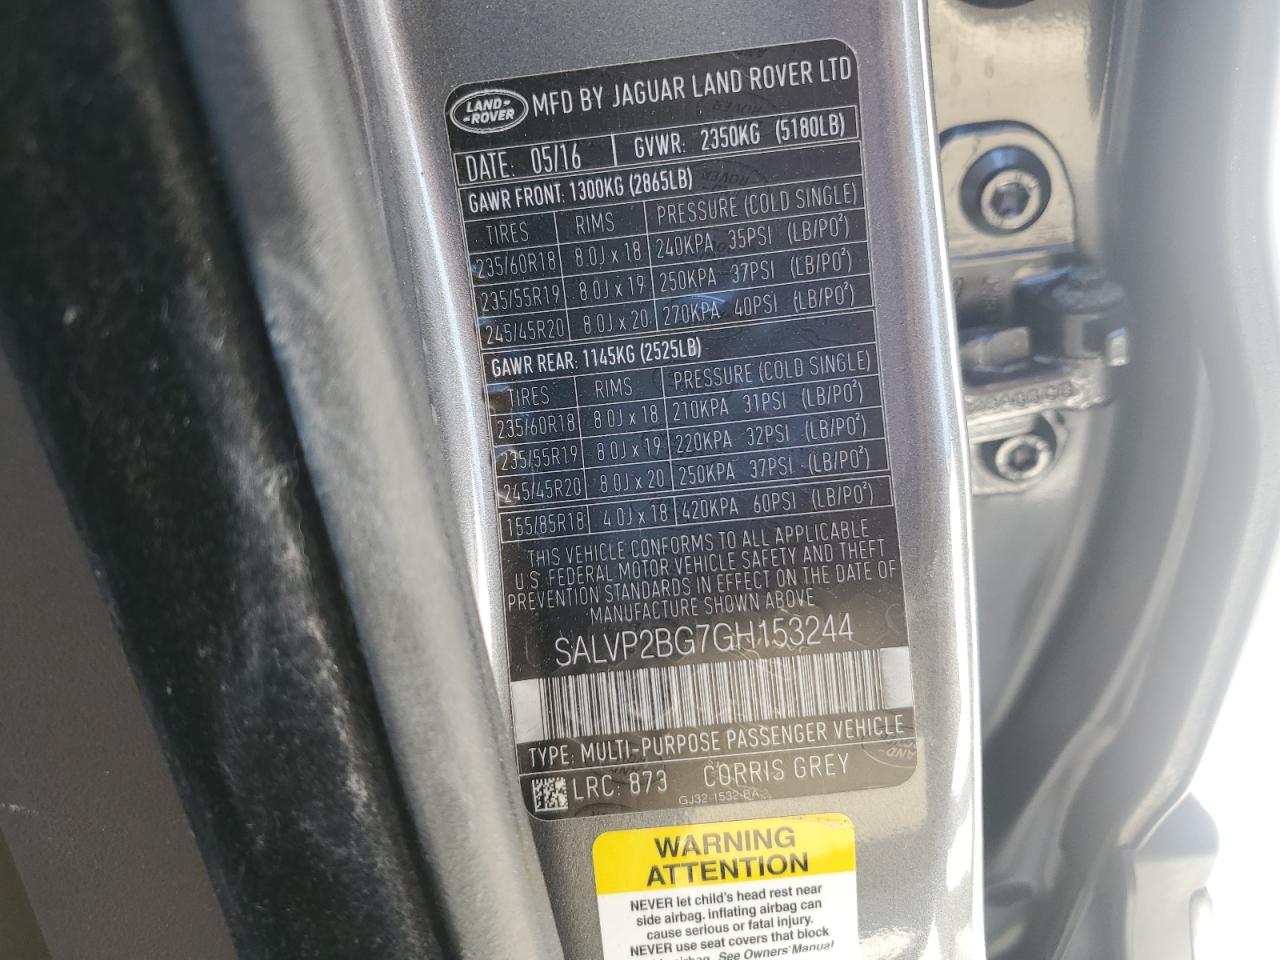 LAND-
-ROVER
MFD BY JAGUAR LAND ROVER LTD
DATE: 05/16 GVWR: 2350KG (5180LB)
GAWR FRONT: 1300KG (2865LB)
TIRES RIMS PRESSURE (COLD SINGLE)
235/60R18 8.0J x 18 240KPA 35PSI (LB/PO²)
235/55R19 8.0J x 19 250KPA 37PSI (LB/PO²)
245/45R20 8.0J x 20 270KPA 40PSI (LB/PO²)
GAWR REAR: 1145KG (2525LB)
TIRES RIMS PRESSURE (COLD SINGLE)
235/60R18 8.0J x 18 210KPA 31PSI (LB/PO²)
235/55R19 8.0J x 19 220KPA 32PSI (LB/PO²)
245/45R20 8.0J x 20 250KPA 37PSI (LB/PO²)
155/85R18 4.0J x 18 420KPA 60PSI (LB/PO²)
THIS VEHICLE CONFORMS TO ALL APPLICABLE
U.S. FEDERAL MOTOR VEHICLE SAFETY AND THEFT
PREVENTION STANDARDS IN EFFECT ON THE DATE OF
MANUFACTURE SHOWN ABOVE
SALVP2BG7GH153244
TYPE: MULTI-PURPOSE PASSENGER VEHICLE
LRC: 873 CORRIS GREY
GJ32-1532-BA
WARNING
ATTENTION
NEVER let child's head rest near
side airbag. inflating airbag can
cause serious or fatal injury.
NEVER use seat covers that block
airbag. See Owners' Manual